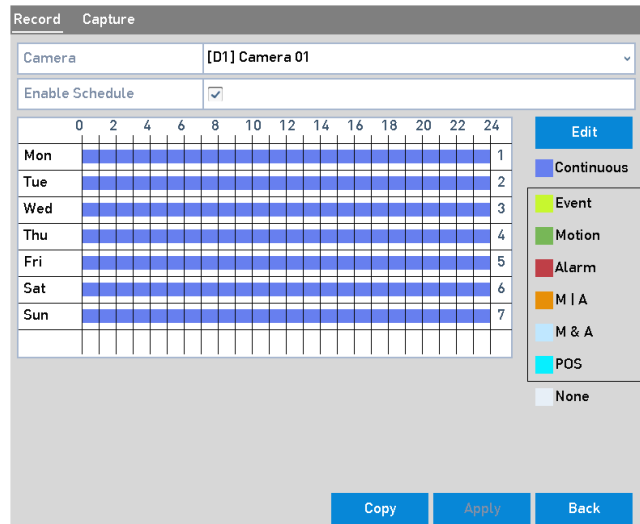 Record Capture
Camera [D1] Camera 01
Enable Schedule
0 2 4 6 8 10 12 14 16 18 20 22 24
Edit
Mon 1
Continuous
Tue 2
Wed 3
Event
Thu 4
Motion
Fri 5
Alarm
Sat 6
M | A
Sun 7
M & A
POS
None
Copy Apply Back